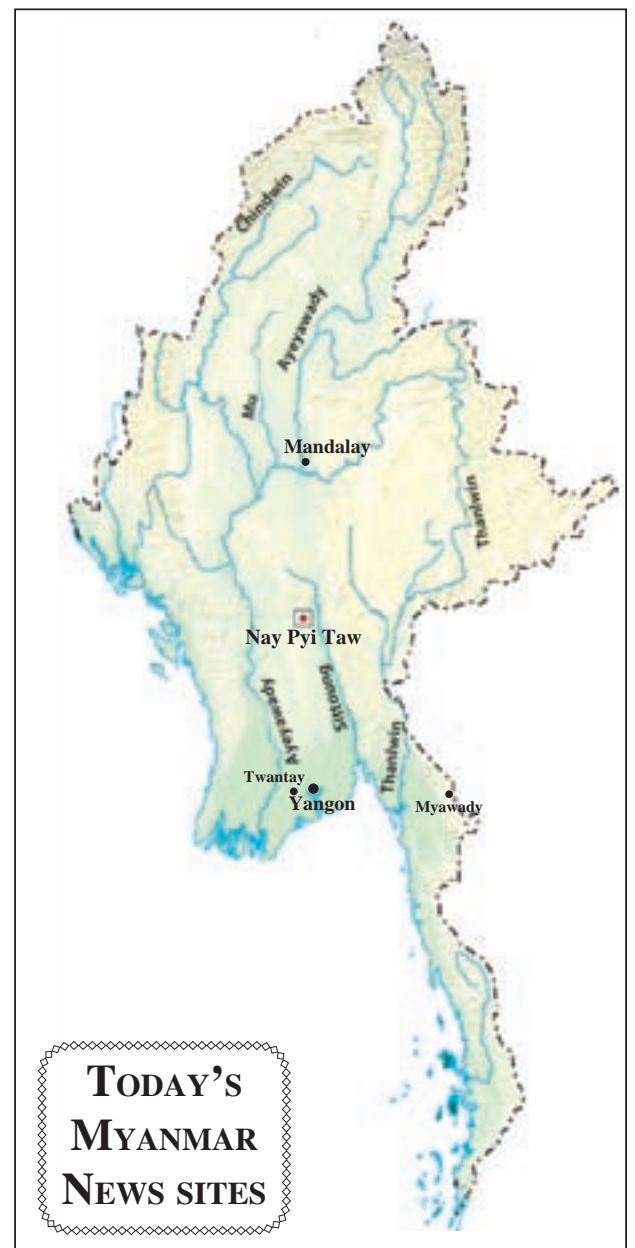 Chindwin
Ayeyawady
Mu
Mandalay
Thanlwin
Nay Pyi Taw
Ayeyawady
Sittoung
Thanlwin
Twantay
Yangon
Myawady
TODAY'S
MYANMAR
NEWS SITES